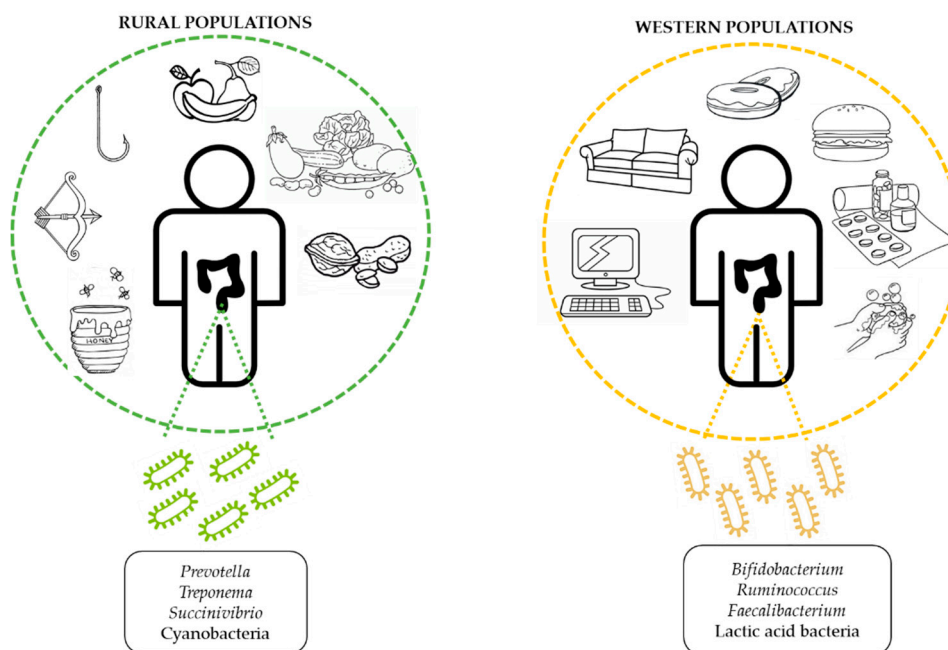 RURAL POPULATIONS
WESTERN POPULATIONS
HONEY
Prevotella
Treponema
Succinivibrio
Cyanobacteria
Bifidobacterium
Ruminococcus
Faecalibacterium
Lactic acid bacteria